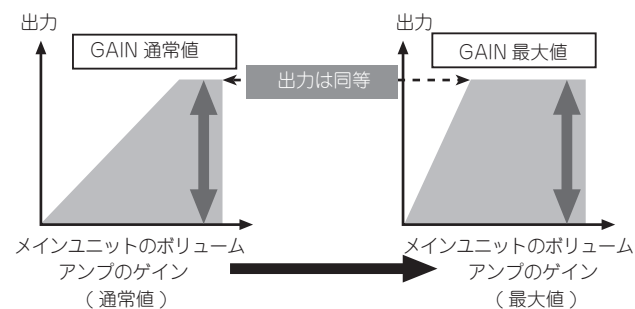 出力
GAIN 通常値
出力は同等
出力
GAIN 最大値
メインユニットのボリューム
アンプのゲイン
( 通常値 )
メインユニットのボリューム
アンプのゲイン
( 最大値 )